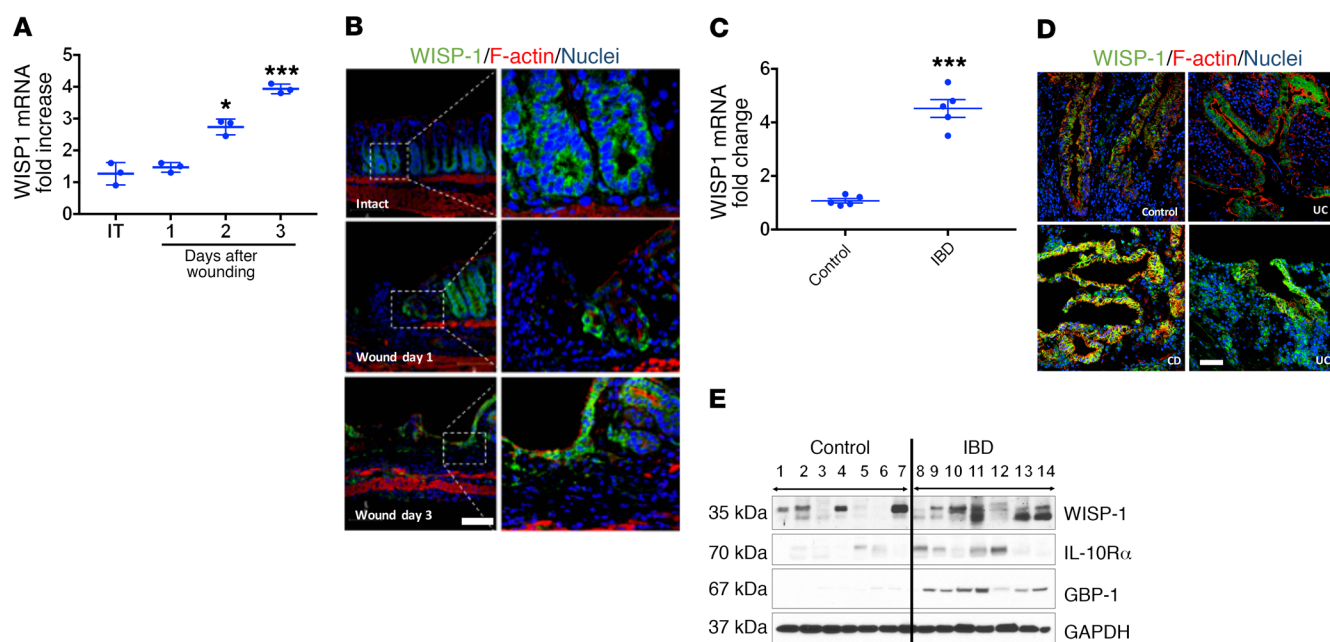 A
WISP1 mRNA
fold increase
5
4
3
2
1
0
*
***
IT
1
2
3
Days after
wounding
B
WISP-1/F-actin/Nuclei
Intact
Wound day 1
Wound day 3
C
WISP1 mRNA
fold change
6
4
2
0
***
Control
IBD
D
WISP-1/F-actin/Nuclei
Control
UC
CD
UC
E
Control
IBD
1 2 3 4 5 6 7 8 9 10 11 12 13 14
35 kDa
WISP-1
70 kDa
IL-10Rα
67 kDa
GBP-1
37 kDa
GAPDH